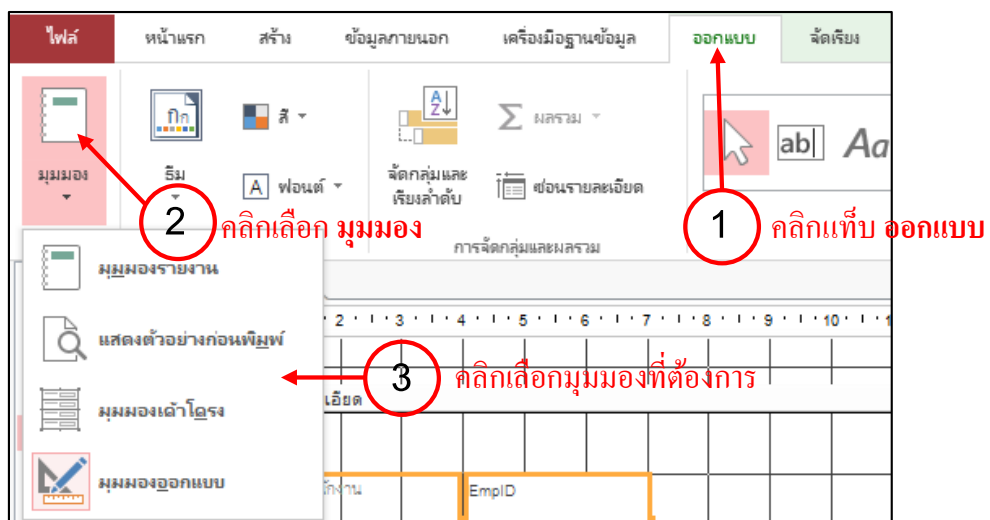 ไฟล์ หน้าแรก สร้าง ข้อมูลภายนอก เครื่องมือฐานข้อมูล ออกแบบ จัดเรียง
มุมมอง
ก ธีม
สี
A ฟอนต์
A Z จัดกลุ่มและ
เรียงลำดับ
Σ ผลรวม
ซ่อนรายละเอียด
ab Aa
2 คลิกเลือก มุมมอง
การจัดกลุ่มและผลรวม
1 คลิกแท็บ ออกแบบ
มุมมองรายงาน
แสดงตัวอย่างก่อนพิมพ์
มุมมองเค้าโครง
มุมมองออกแบบ
2 3 4 5 6 7 8 9 10
3 คลิกเลือกมุมมองที่ต้องการ
เอียด
EmpID